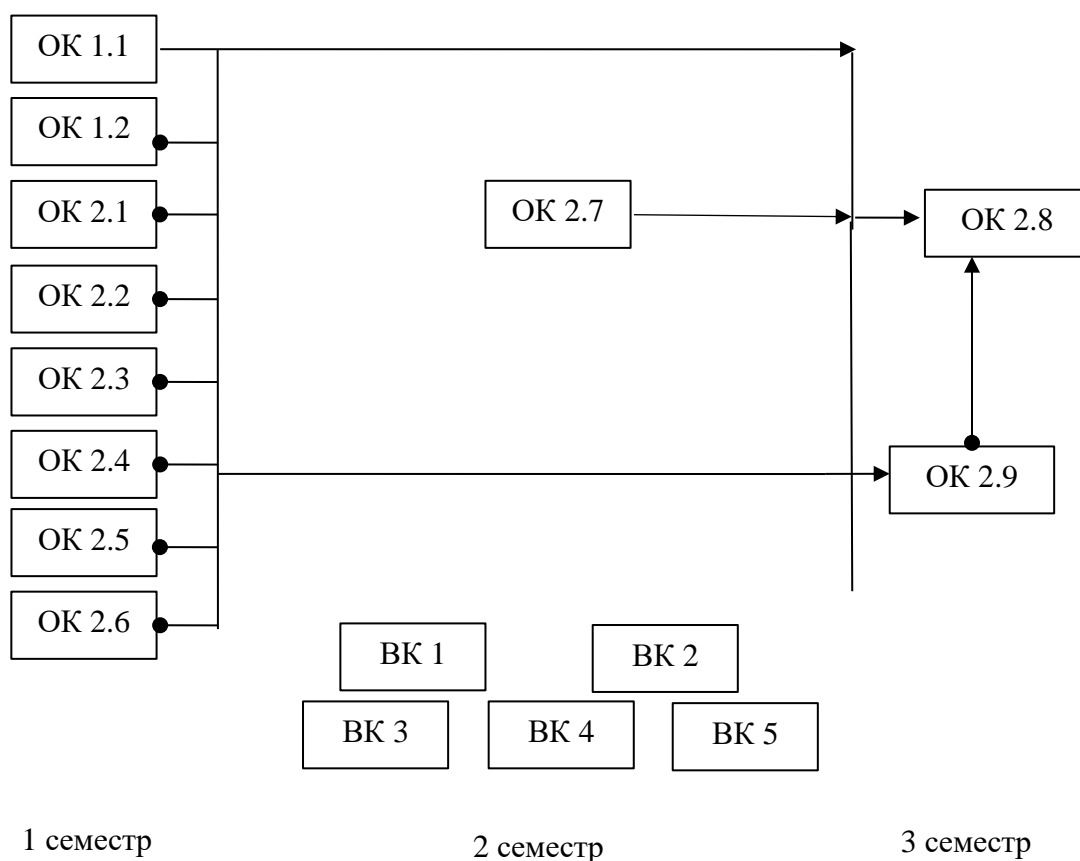 ОК 1.1
ОК 1.2
ОК 2.1
ОК 2.7
ОК 2.8
ОК 2.2
ОК 2.3
ОК 2.4
ОК 2.9
ОК 2.5
ОК 2.6
ВК 1
ВК 2
ВК 3
ВК 4
ВК 5
1 семестр
2 семестр
3 семестр